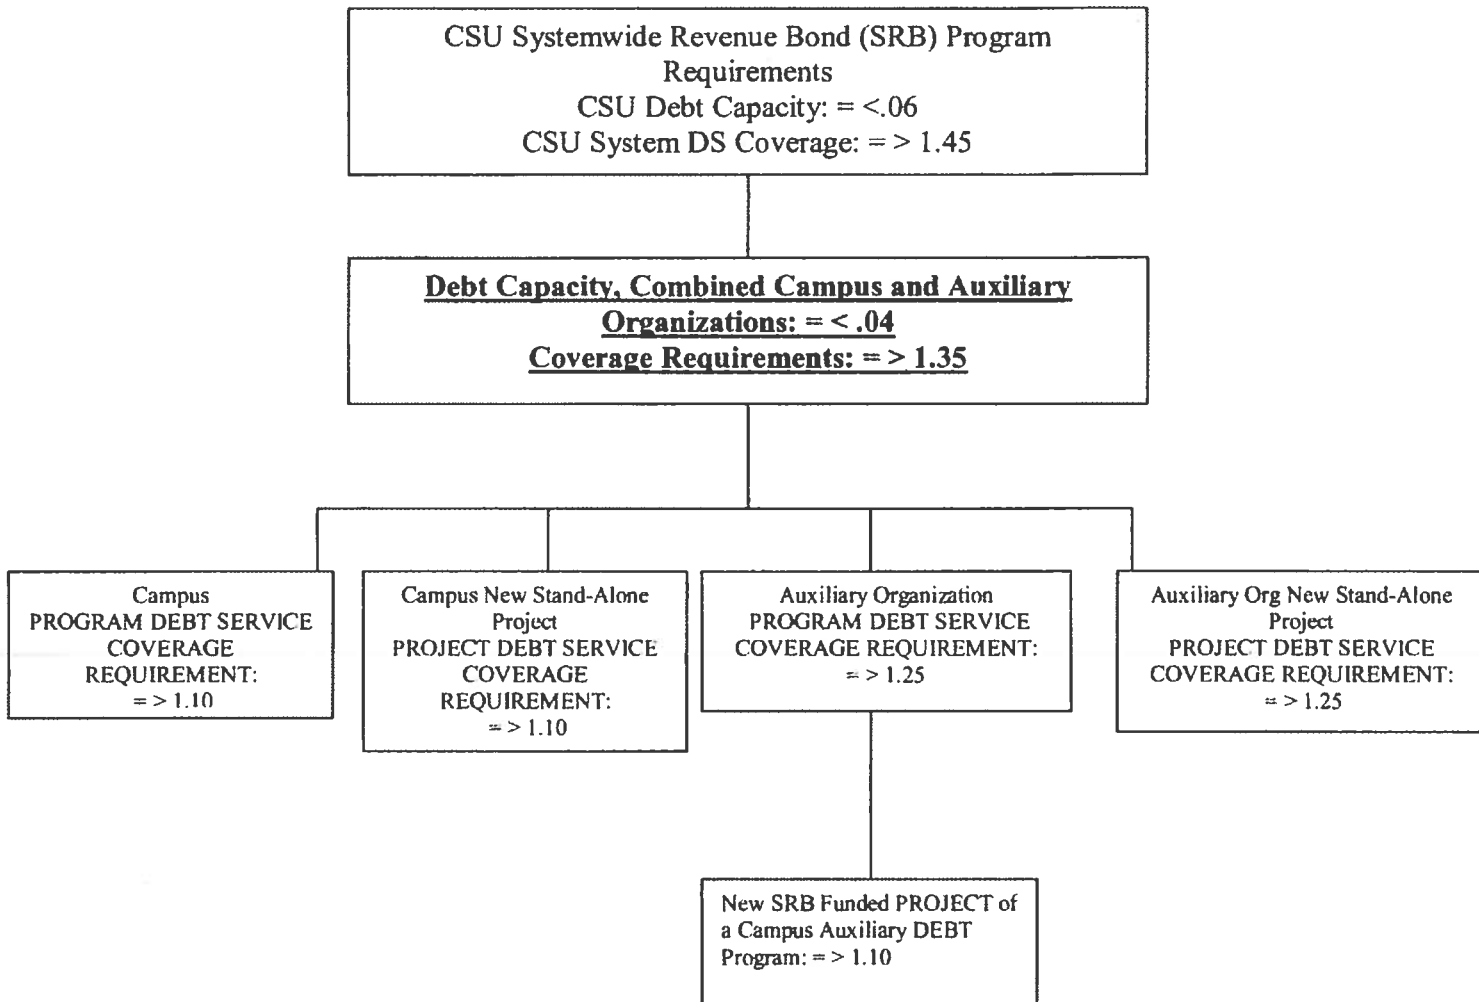 CSU Systemwide Revenue Bond (SRB) Program
Requirements
CSU Debt Capacity: = <.06
CSU System DS Coverage: = > 1.45
Debt Capacity, Combined Campus and Auxiliary
Organizations: = < .04
Coverage Requirements: = > 1.35
Campus
PROGRAM DEBT SERVICE
COVERAGE
REQUIREMENT:
= > 1.10
Campus New Stand-Alone
Project
PROJECT DEBT SERVICE
COVERAGE
REQUIREMENT:
= > 1.10
Auxiliary Organization
PROGRAM DEBT SERVICE
COVERAGE REQUIREMENT:
= > 1.25
Auxiliary Org New Stand-Alone
Project
PROJECT DEBT SERVICE
COVERAGE REQUIREMENT:
= > 1.25
New SRB Funded PROJECT of
a Campus Auxiliary DEBT
Program: = > 1.10